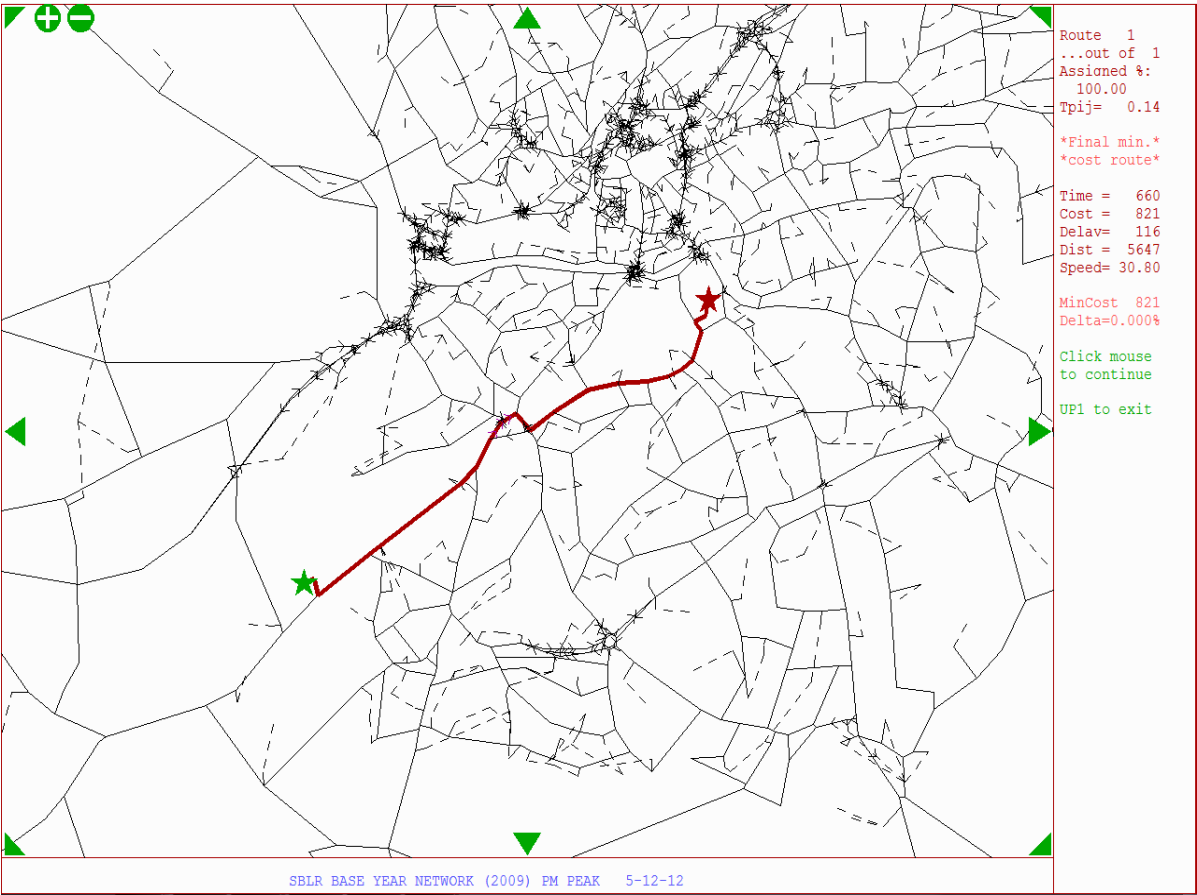 Route 1
...out of 1
Assigned %:
100.00
Tpij= 0.14
*Final min.*
*cost route*
Time = 660
Cost = 821
Delay= 116
Dist = 5647
Speed= 30.80
MinCost 821
Delta=0.000%
Click mouse
to continue
UP1 to exit
SBLR BASE YEAR NETWORK (2009) PM PEAK 5-12-12